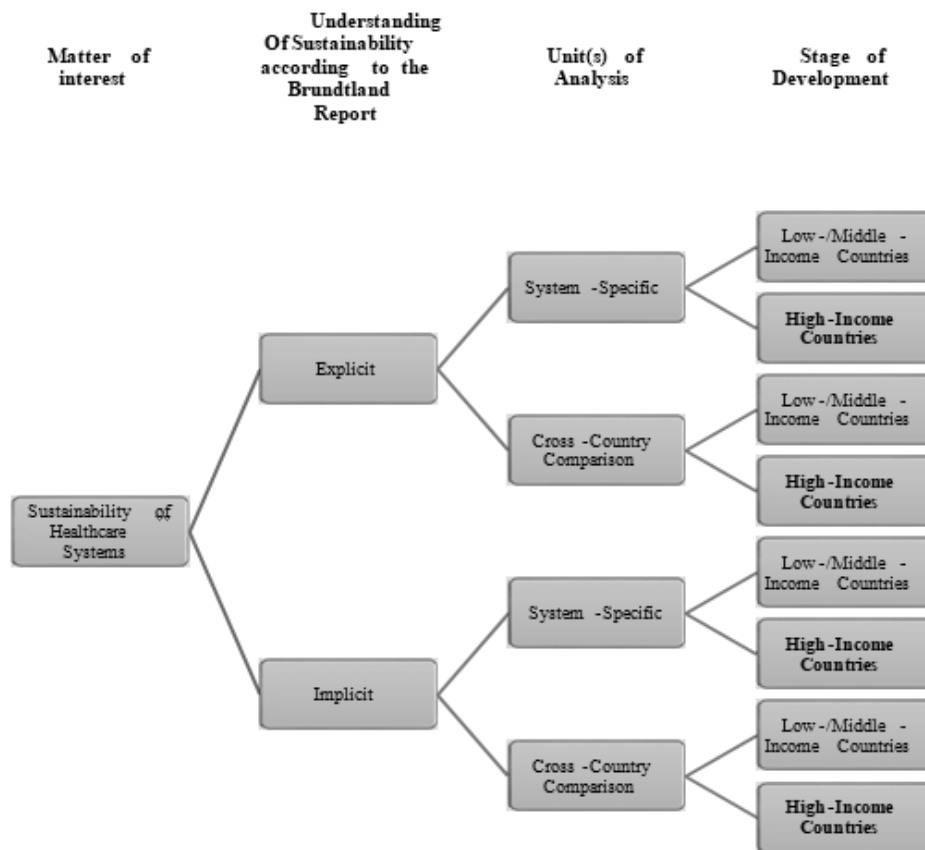 Matter of
interest
Understanding
Of Sustainability
according to the
Brundtland
Report
Unit(s) of
Analysis
Stage of
Development
Sustainability of
Healthcare
Systems
Explicit
Implicit
System -Specific
Cross -Country
Comparison
System -Specific
Cross -Country
Comparison
Low-/Middle -
Income Countries
High-Income
Countries
Low-/Middle -
Income Countries
High-Income
Countries
Low-/Middle -
Income Countries
High-Income
Countries
Low-/Middle -
Income Countries
High-Income
Countries